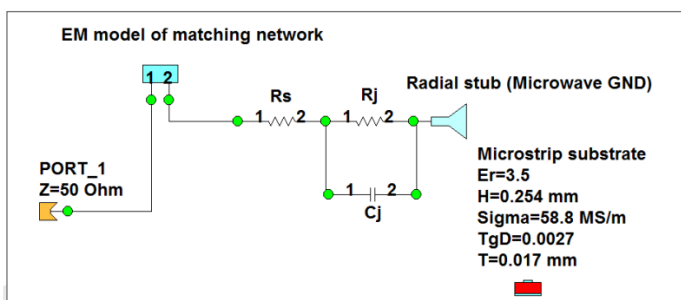 EM model of matching network
1 2
Rs
Rj
Radial stub (Microwave GND)
1 2
1 2
PORT_1
Z=50 Ohm
1 2
Cj
Microstrip substrate
Er=3.5
H=0.254 mm
Sigma=58.8 MS/m
TgD=0.0027
T=0.017 mm